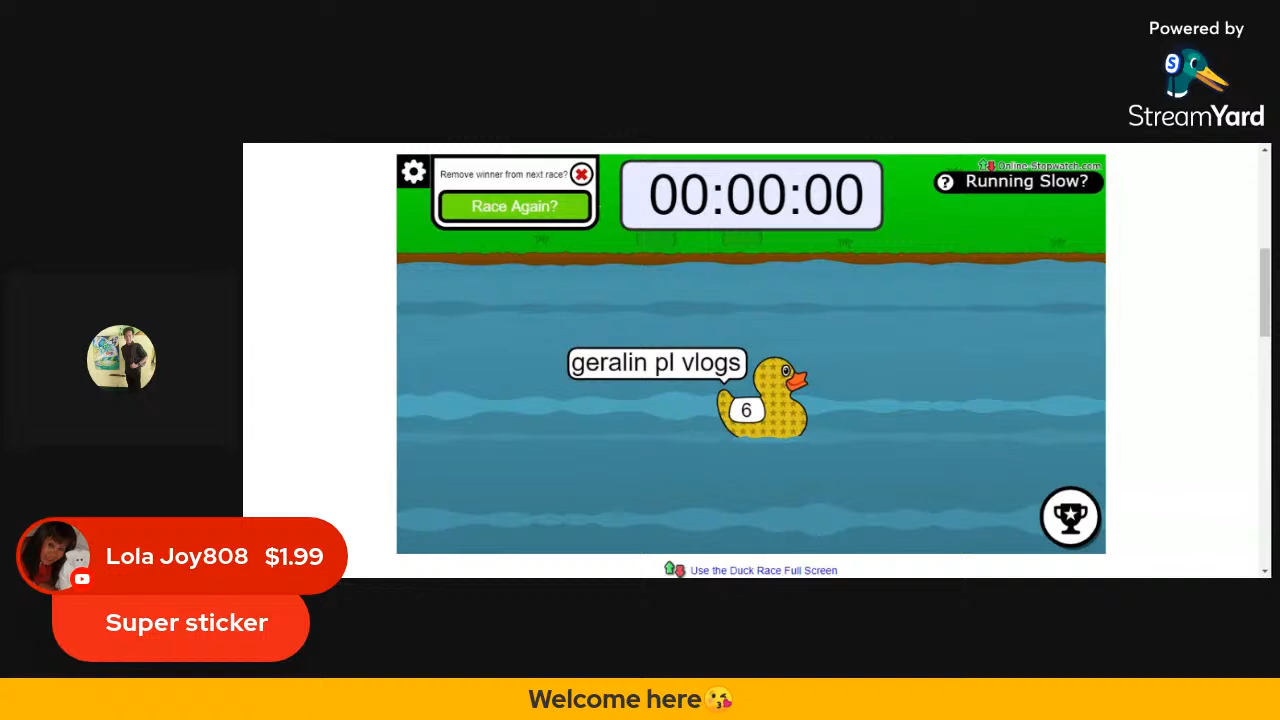 Powered by
S
StreamYard
Remove winner from next race?
Race Again?
00:00:00
Online-Stopwatch.com
? Running Slow?
geralin pl vlogs
6
Lola Joy808 $1.99
Super sticker
Use the Duck Race Full Screen
Welcome here😘